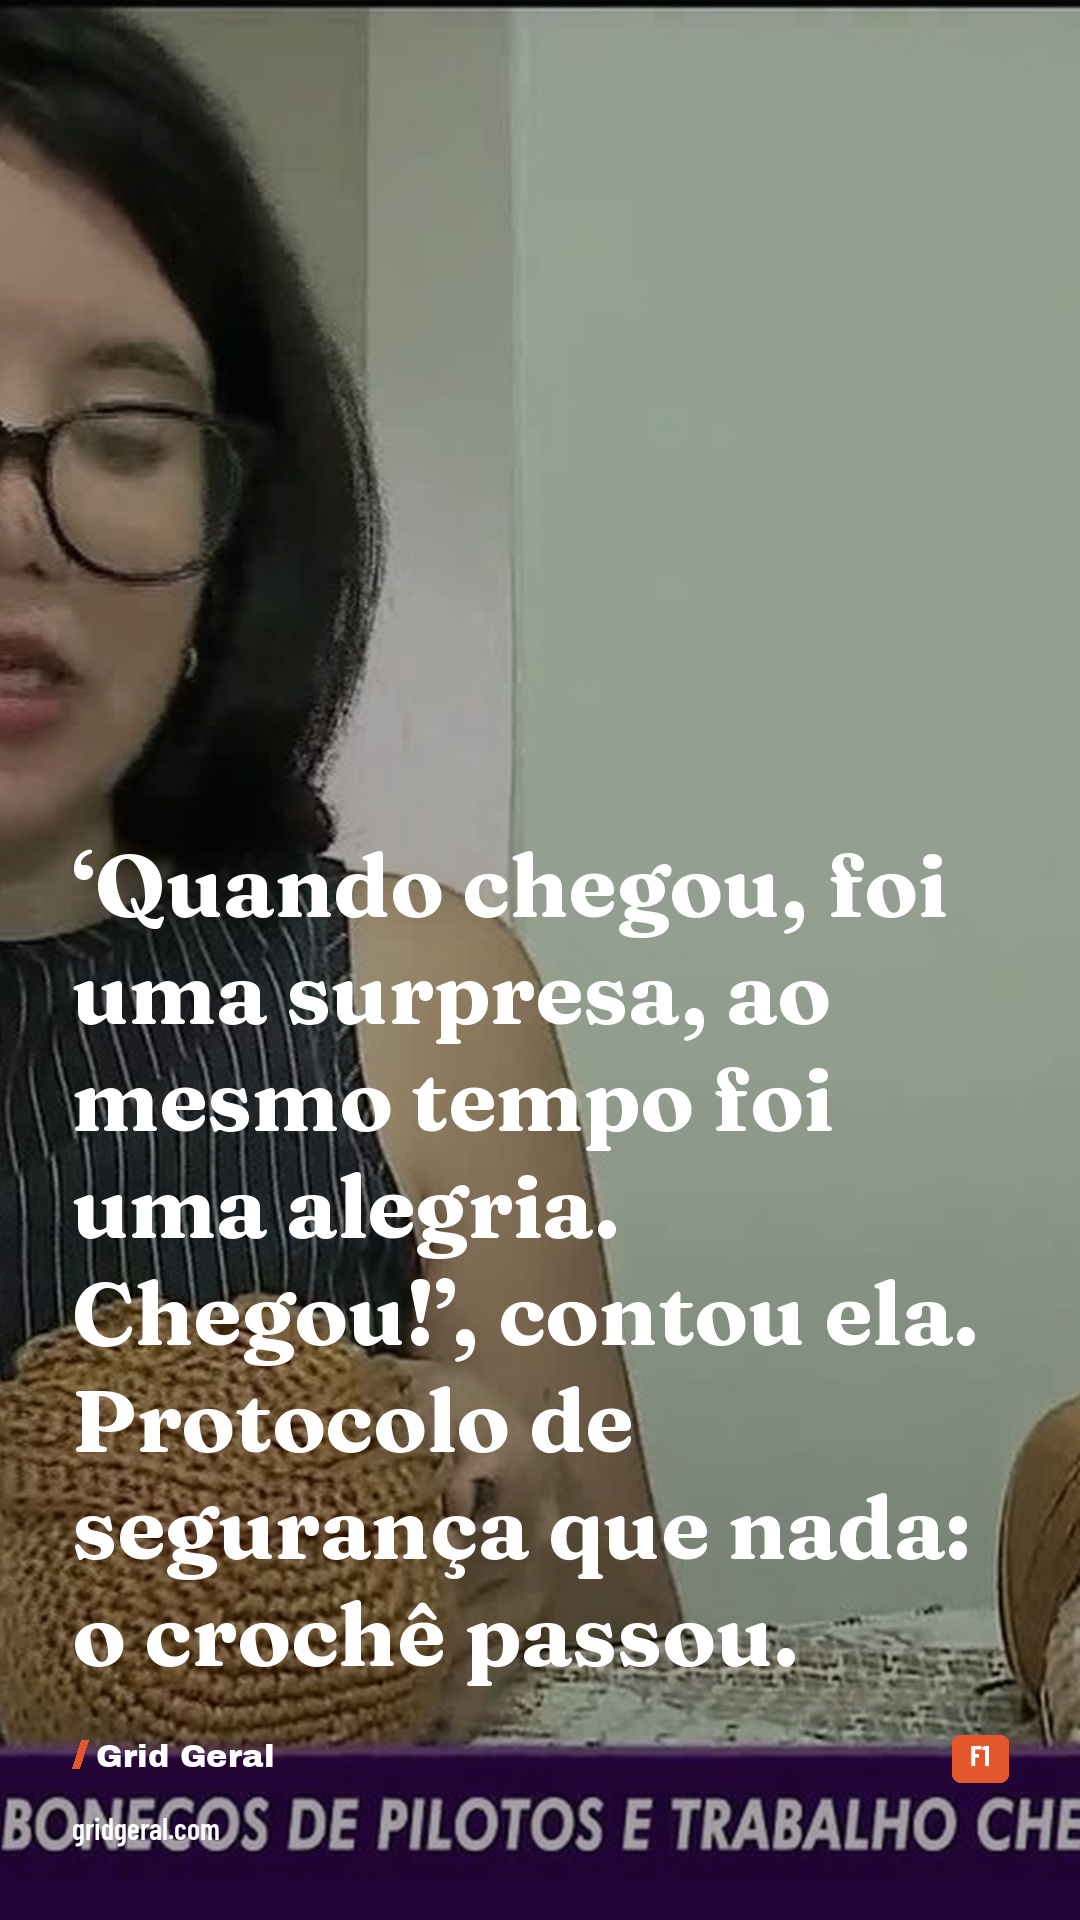 ‘Quando chegou, foi
uma surpresa, ao
mesmo tempo foi
uma alegria.
Chegou!’, contou ela.
Protocolo de
segurança que nada:
o crochê passou.
/ Grid Geral
F1
BONECOS DE PILOTOS E TRABALHO CHE
gridgeral.com